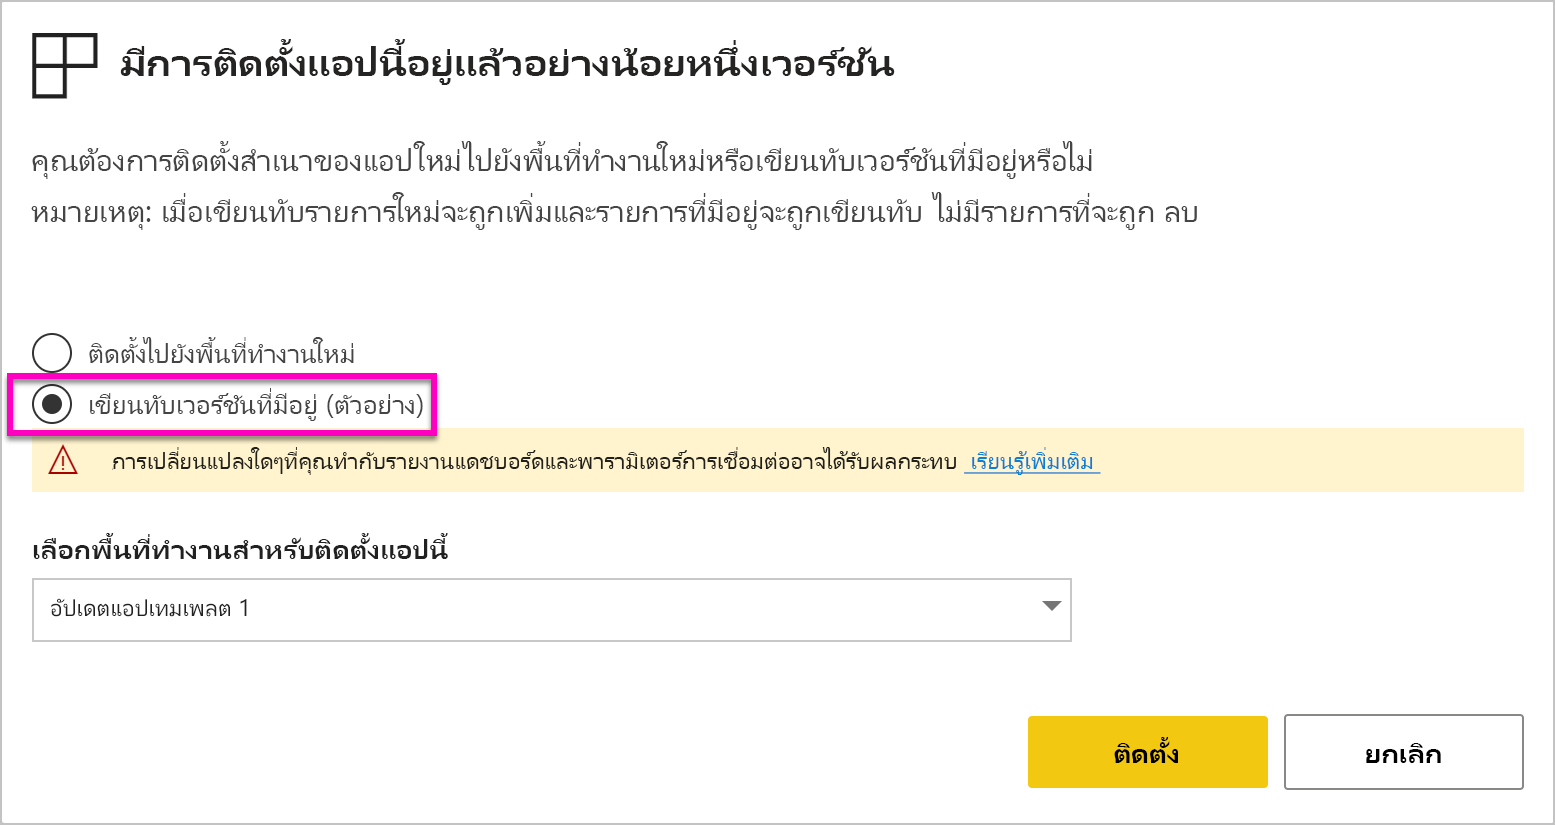 มีการติดตั้งแอปนี้อยู่แล้วอย่างน้อยหนึ่งเวอร์ชัน
คุณต้องการติดตั้งสำเนาของแอปใหม่ไปยังพื้นที่ทำงานใหม่หรือเขียนทับเวอร์ชันที่มีอยู่หรือไม่
หมายเหตุ: เมื่อเขียนทับรายการใหม่จะถูกเพิ่มและรายการที่มีอยู่จะถูกเขียนทับ ไม่มีรายการที่จะถูก ลบ
ติดตั้งไปยังพื้นที่ทำงานใหม่
เขียนทับเวอร์ชันที่มีอยู่ (ตัวอย่าง)
การเปลี่ยนแปลงใดๆที่คุณทำกับรายงานแดชบอร์ดและพารามิเตอร์การเชื่อมต่ออาจได้รับผลกระทบ เรียนรู้เพิ่มเติม
เลือกพื้นที่ทำงานสำหรับติดตั้งแอปนี้
อัปเดตแอปเทมเพลต 1
ติดตั้ง ยกเลิก